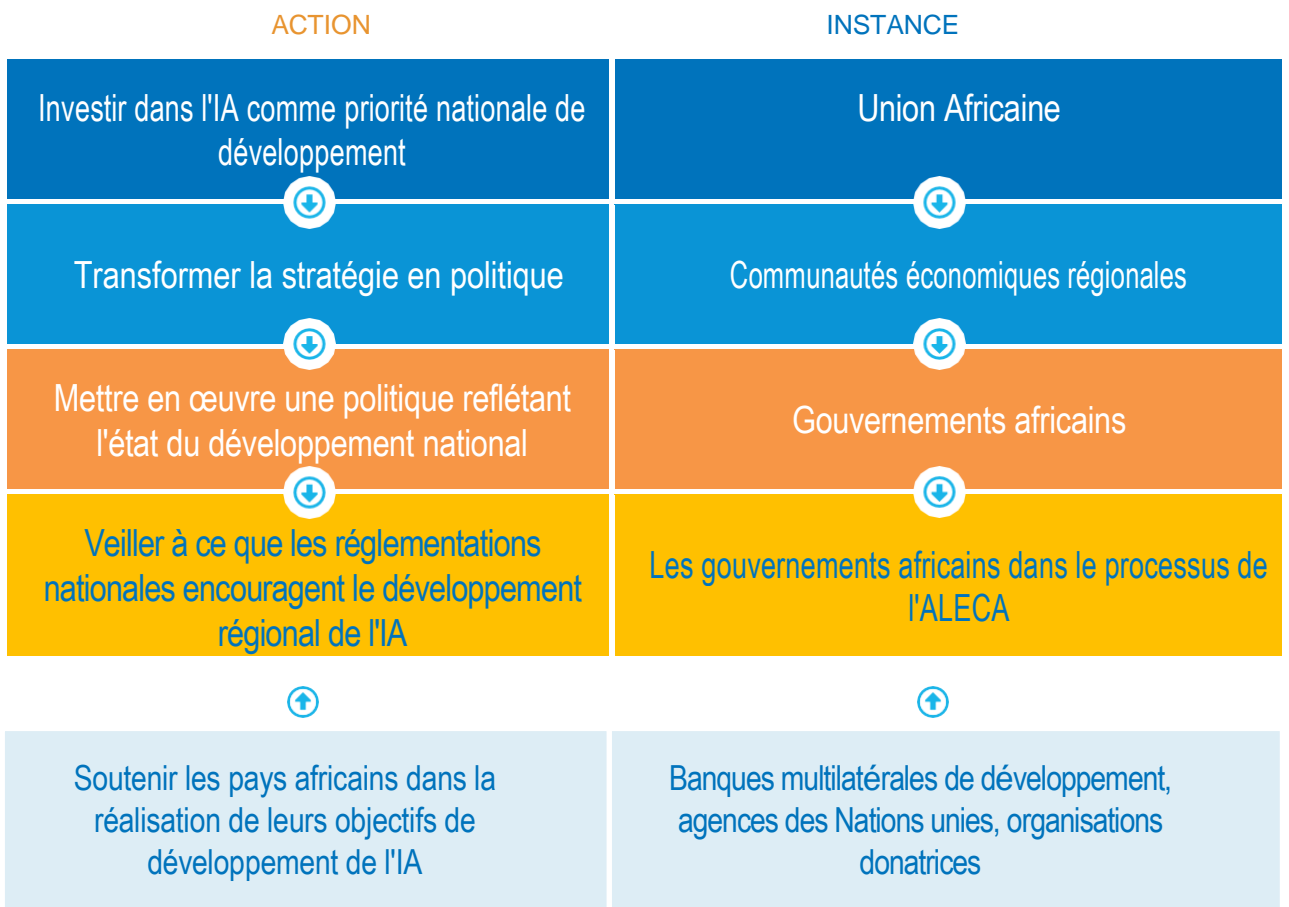 ACTION
INSTANCE
Investir dans l'IA comme priorité nationale de
développement
Union Africaine
Transformer la stratégie en politique
Communautés économiques régionales
Mettre en œuvre une politique reflétant
l'état du développement national
Gouvernements africains
Veiller à ce que les réglementations
nationales encouragent le développement
régional de l'IA
Les gouvernements africains dans le processus de
l'ALECA
Soutenir les pays africains dans la
réalisation de leurs objectifs de
développement de l'IA
Banques multilatérales de développement,
agences des Nations unies, organisations
donatrices